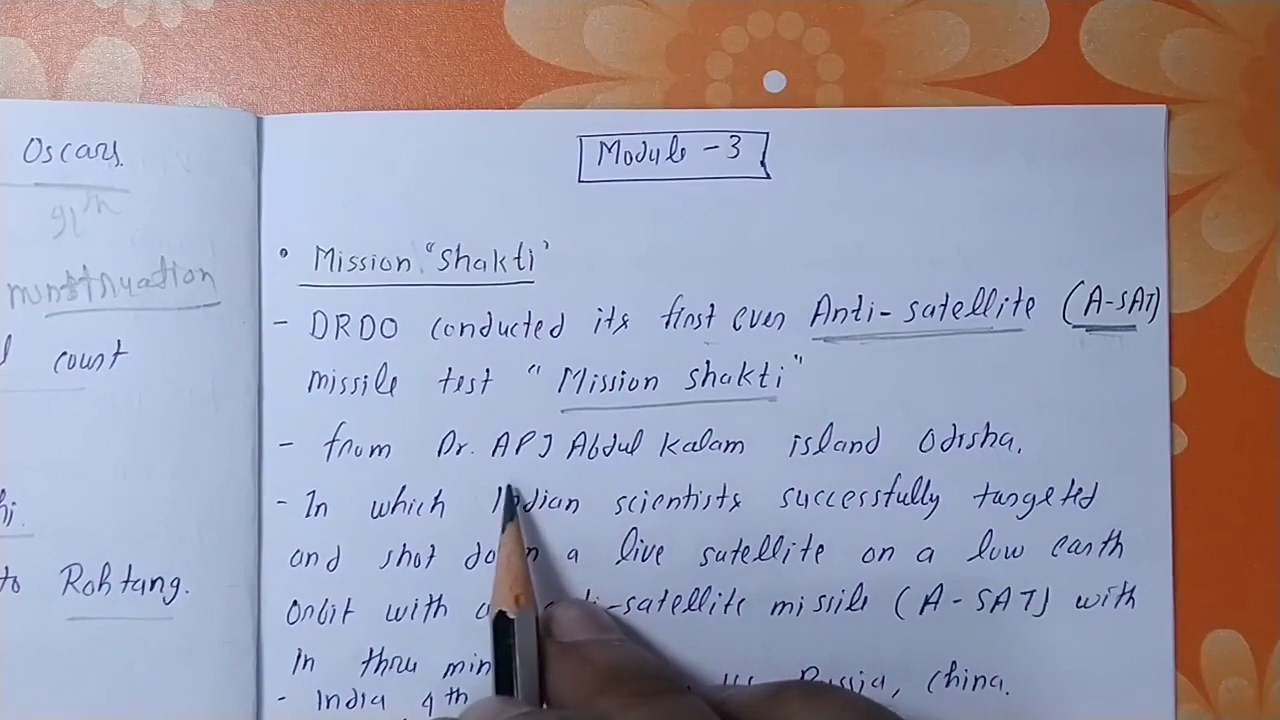 Oscars.
91th
menstruation
count
to Rohtang.
Module - 3
• Mission "Shakti"
- DRDO conducted its first ever Anti-satellite (A-SAT)
missile test "Mission Shakti"
- from Dr. APJ Abdul Kalam island Odisha.
- In which Indian scientists successfully targeted
and shot down a live satellite on a low earth
Orbit with satellite missile (A-SAT) with
In three min
- India 4th Russia, China.